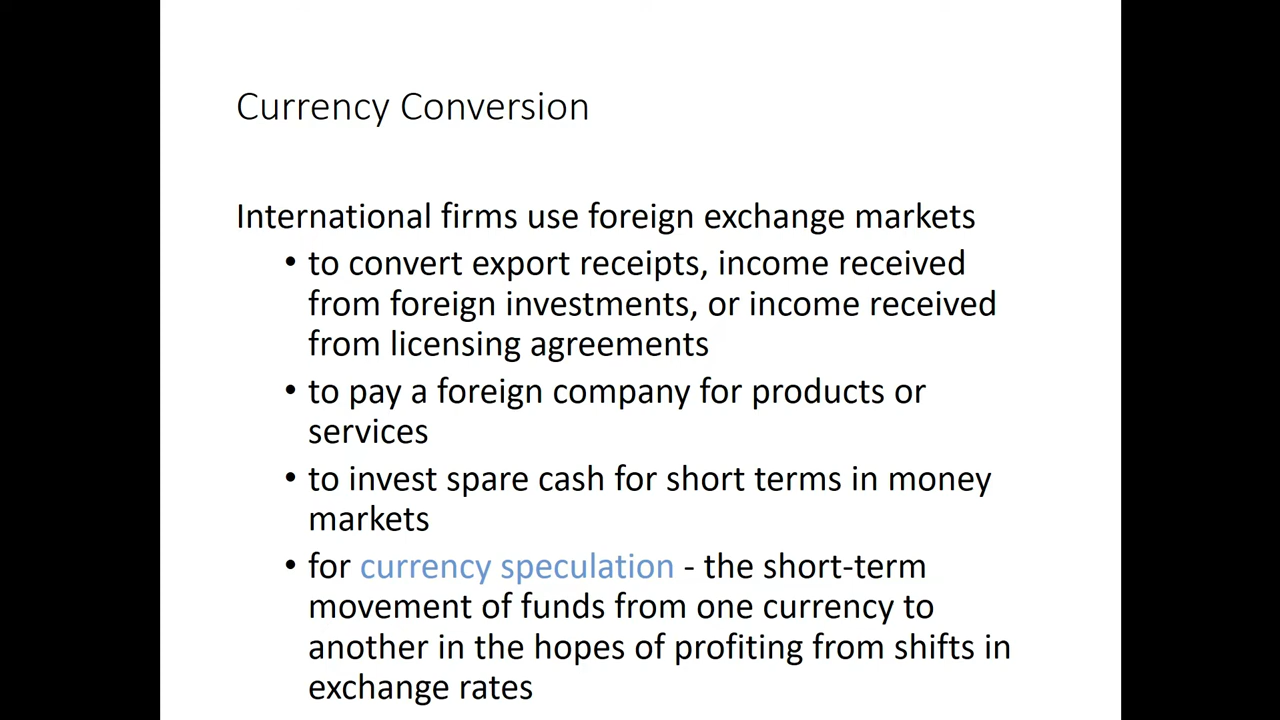 Currency Conversion
International firms use foreign exchange markets
• to convert export receipts, income received
from foreign investments, or income received
from licensing agreements
• to pay a foreign company for products or
services
• to invest spare cash for short terms in money
markets
• for currency speculation - the short-term
movement of funds from one currency to
another in the hopes of profiting from shifts in
exchange rates